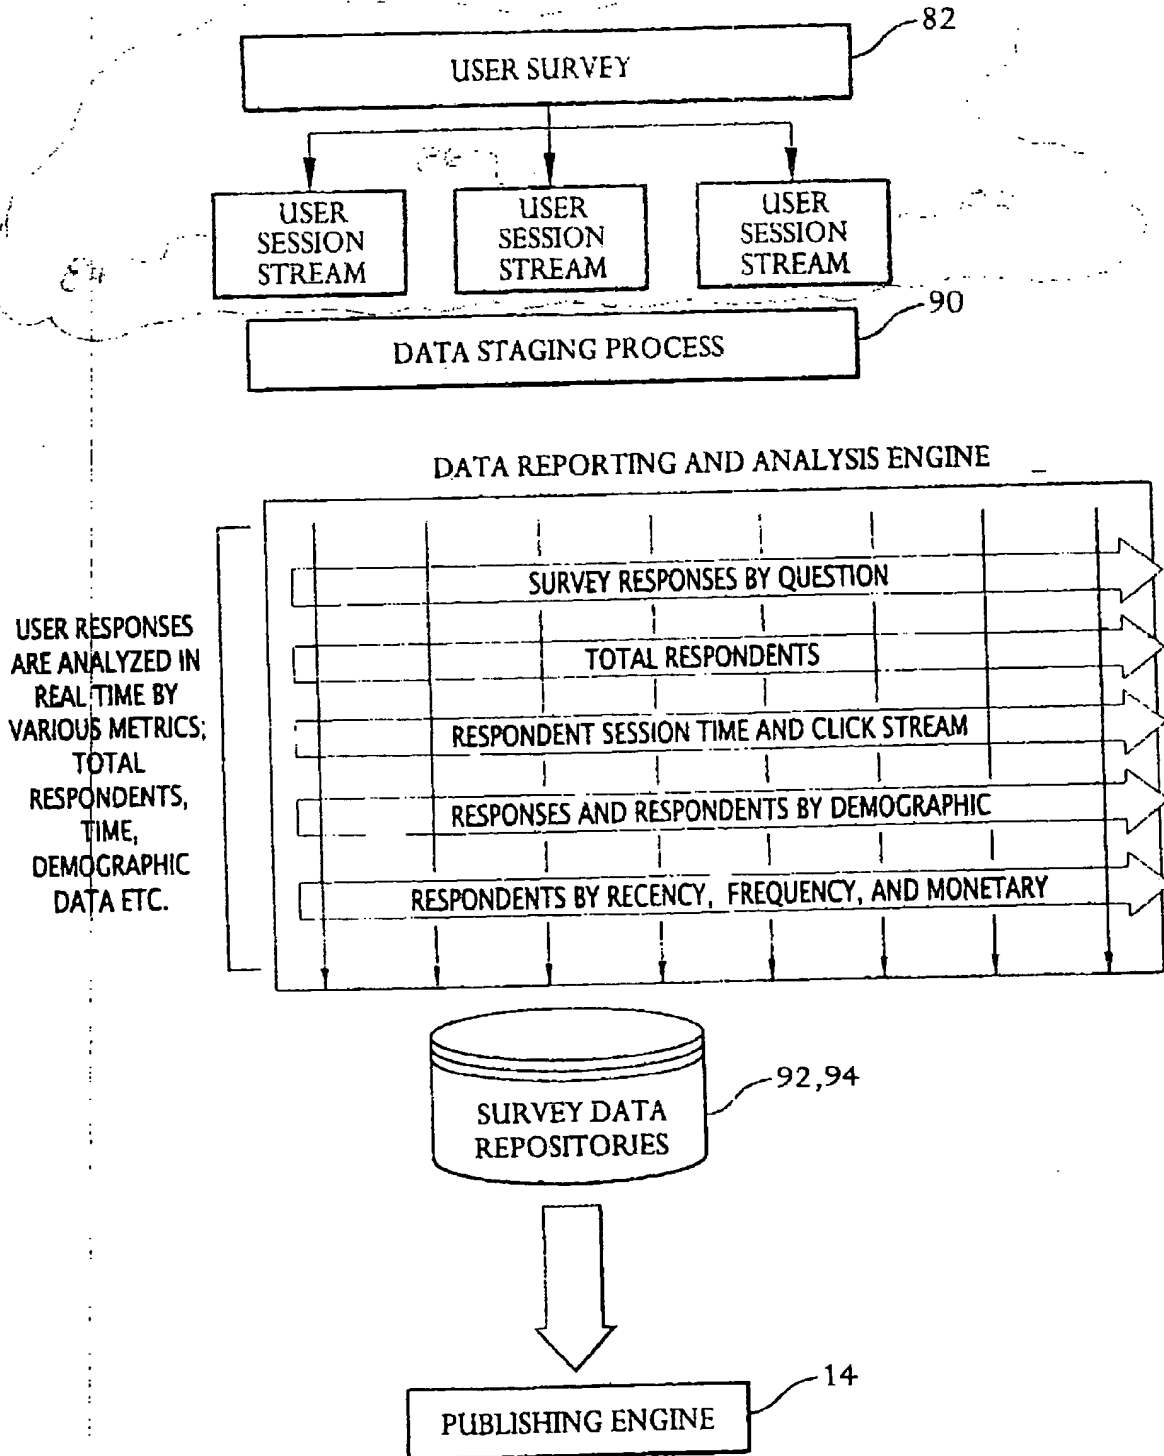 82
USER SURVEY
USER
SESSION
STREAM
USER
SESSION
STREAM
USER
SESSION
STREAM
90
DATA STAGING PROCESS
DATA REPORTING AND ANALYSIS ENGINE
SURVEY RESPONSES BY QUESTION
TOTAL RESPONDENTS
RESPONDENT SESSION TIME AND CLICK STREAM
RESPONSES AND RESPONDENTS BY DEMOGRAPHIC
RESPONDENTS BY RECENCY, FREQUENCY, AND MONETARY
USER RESPONSES
ARE ANALYZED IN
REAL TIME BY
VARIOUS METRICS;
TOTAL
RESPONDENTS,
TIME,
DEMOGRAPHIC
DATA ETC.
92,94
SURVEY DATA
REPOSITORIES
14
PUBLISHING ENGINE